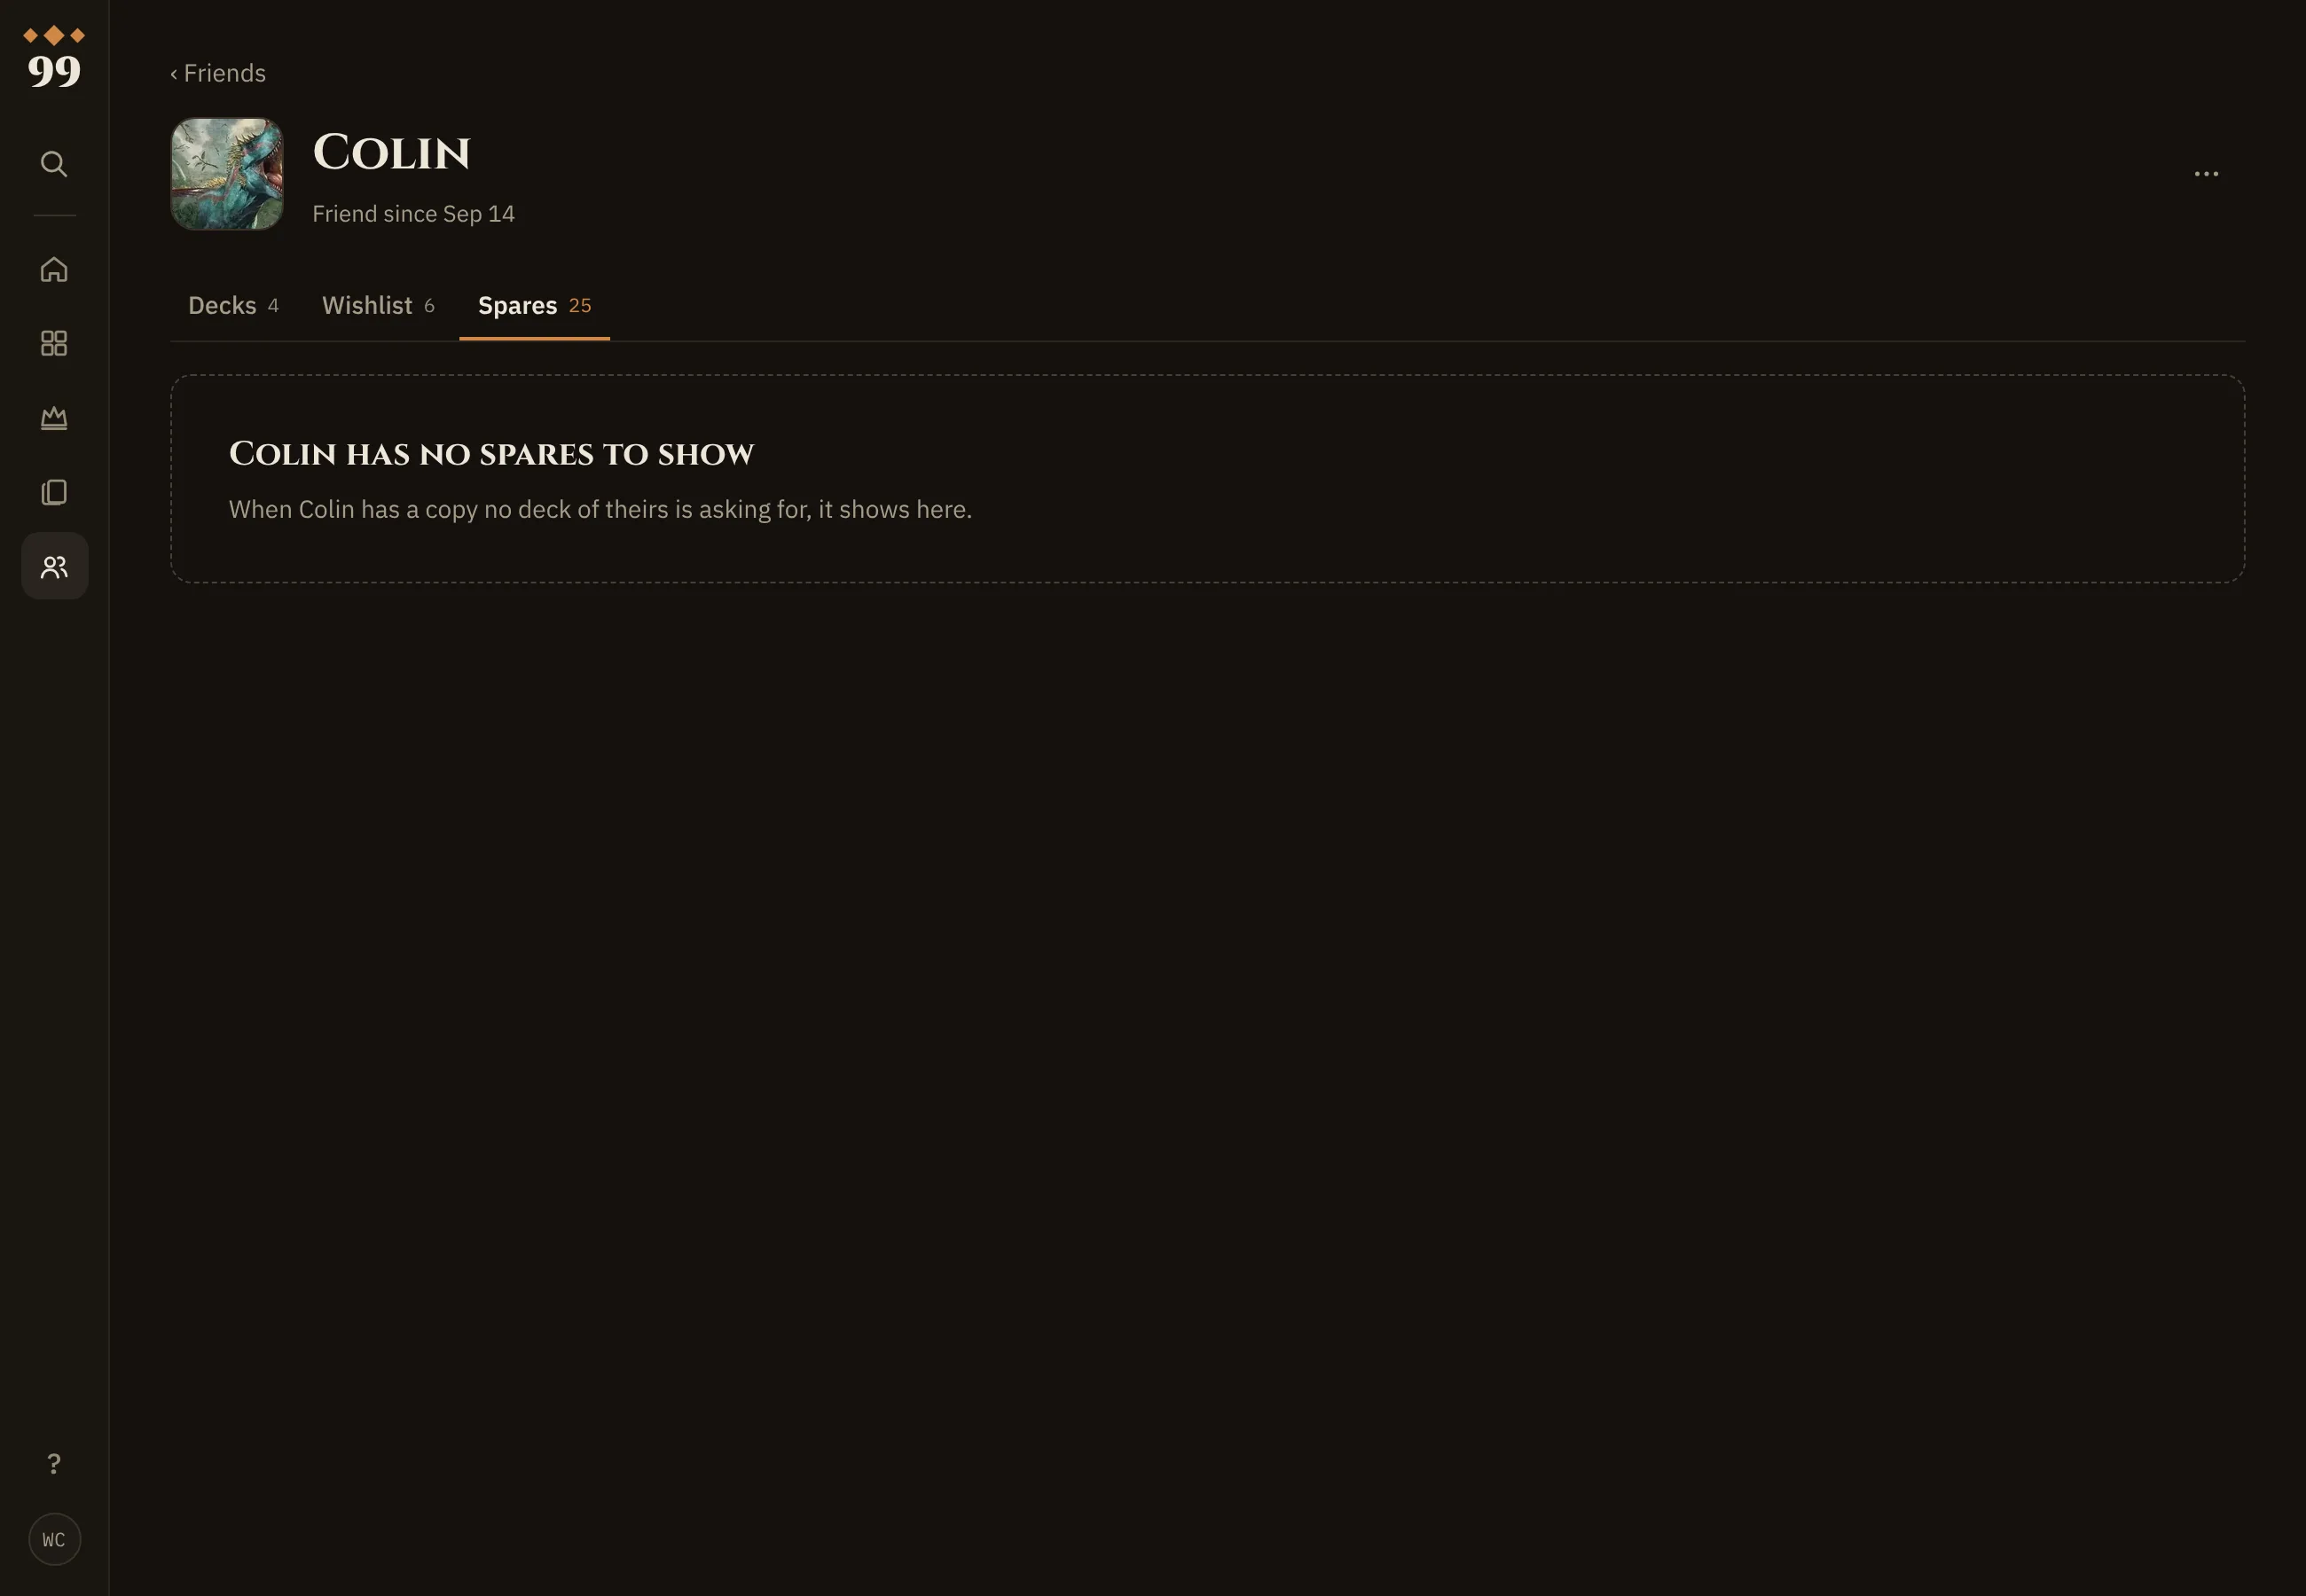 99
‹ Friends
Colin
Friend since Sep 14
Decks 4 Wishlist 6 Spares 25
Colin has no spares to show
When Colin has a copy no deck of theirs is asking for, it shows here.
?
WC